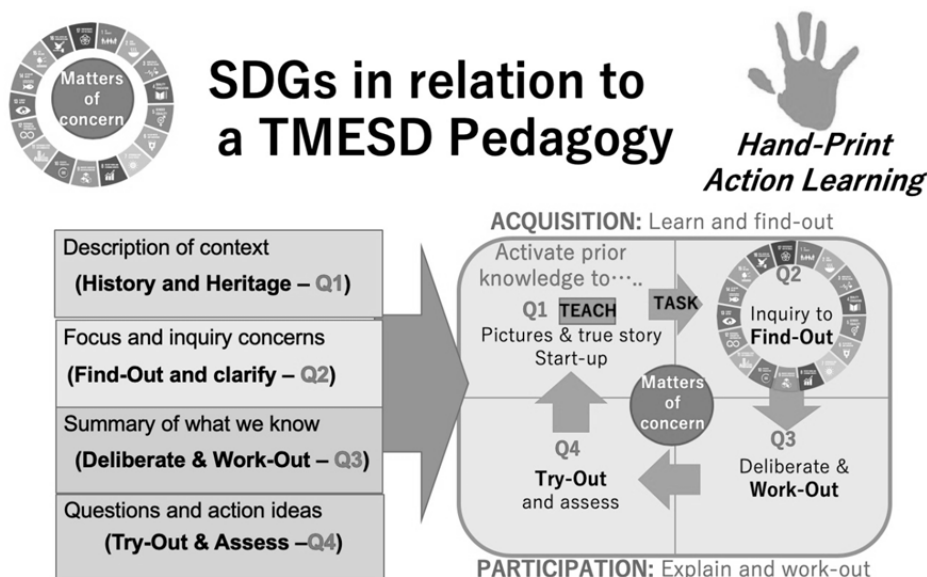 Matters
of
concern
SDGs in relation to
a TMESD Pedagogy
Hand-Print
Action Learning
Description of context
(History and Heritage – Q1)
Focus and inquiry concerns
(Find-Out and clarify – Q2)
Summary of what we know
(Deliberate & Work-Out – Q3)
Questions and action ideas
(Try-Out & Assess –Q4)
ACQUISITION: Learn and find-out
Activate prior
knowledge to…..
Q1 TEACH
Pictures & true story
Start-up
TASK
Q2
Inquiry to
Find-Out
Matters
of
concern
Q3
Deliberate &
Work-Out
Q4
Try-Out
and assess
PARTICIPATION: Explain and work-out